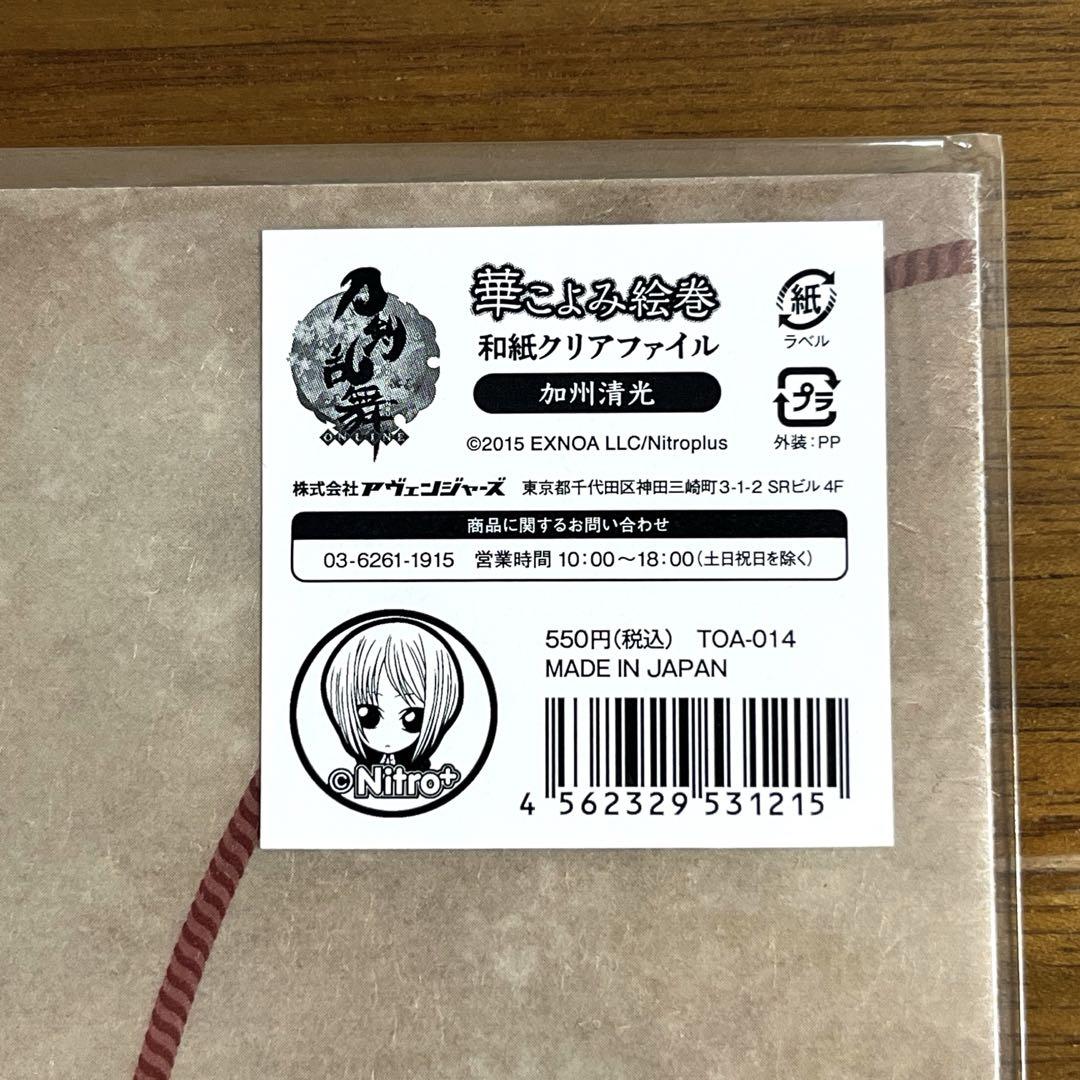 刀剣乱舞
ONLINE
華こよみ絵巻
和紙クリアファイル
加州清光
©2015 EXNOA LLC/Nitroplus
紙
ラベル
プラ
外装:PP
株式会社アヴェンジャーズ 東京都千代田区神田三崎町3-1-2 SRビル 4F
商品に関するお問い合わせ
03-6261-1915 営業時間 10:00〜18:00(土日祝日を除く)
©Nitro+
550円(税込) TOA-014
MADE IN JAPAN
4 562329 531215